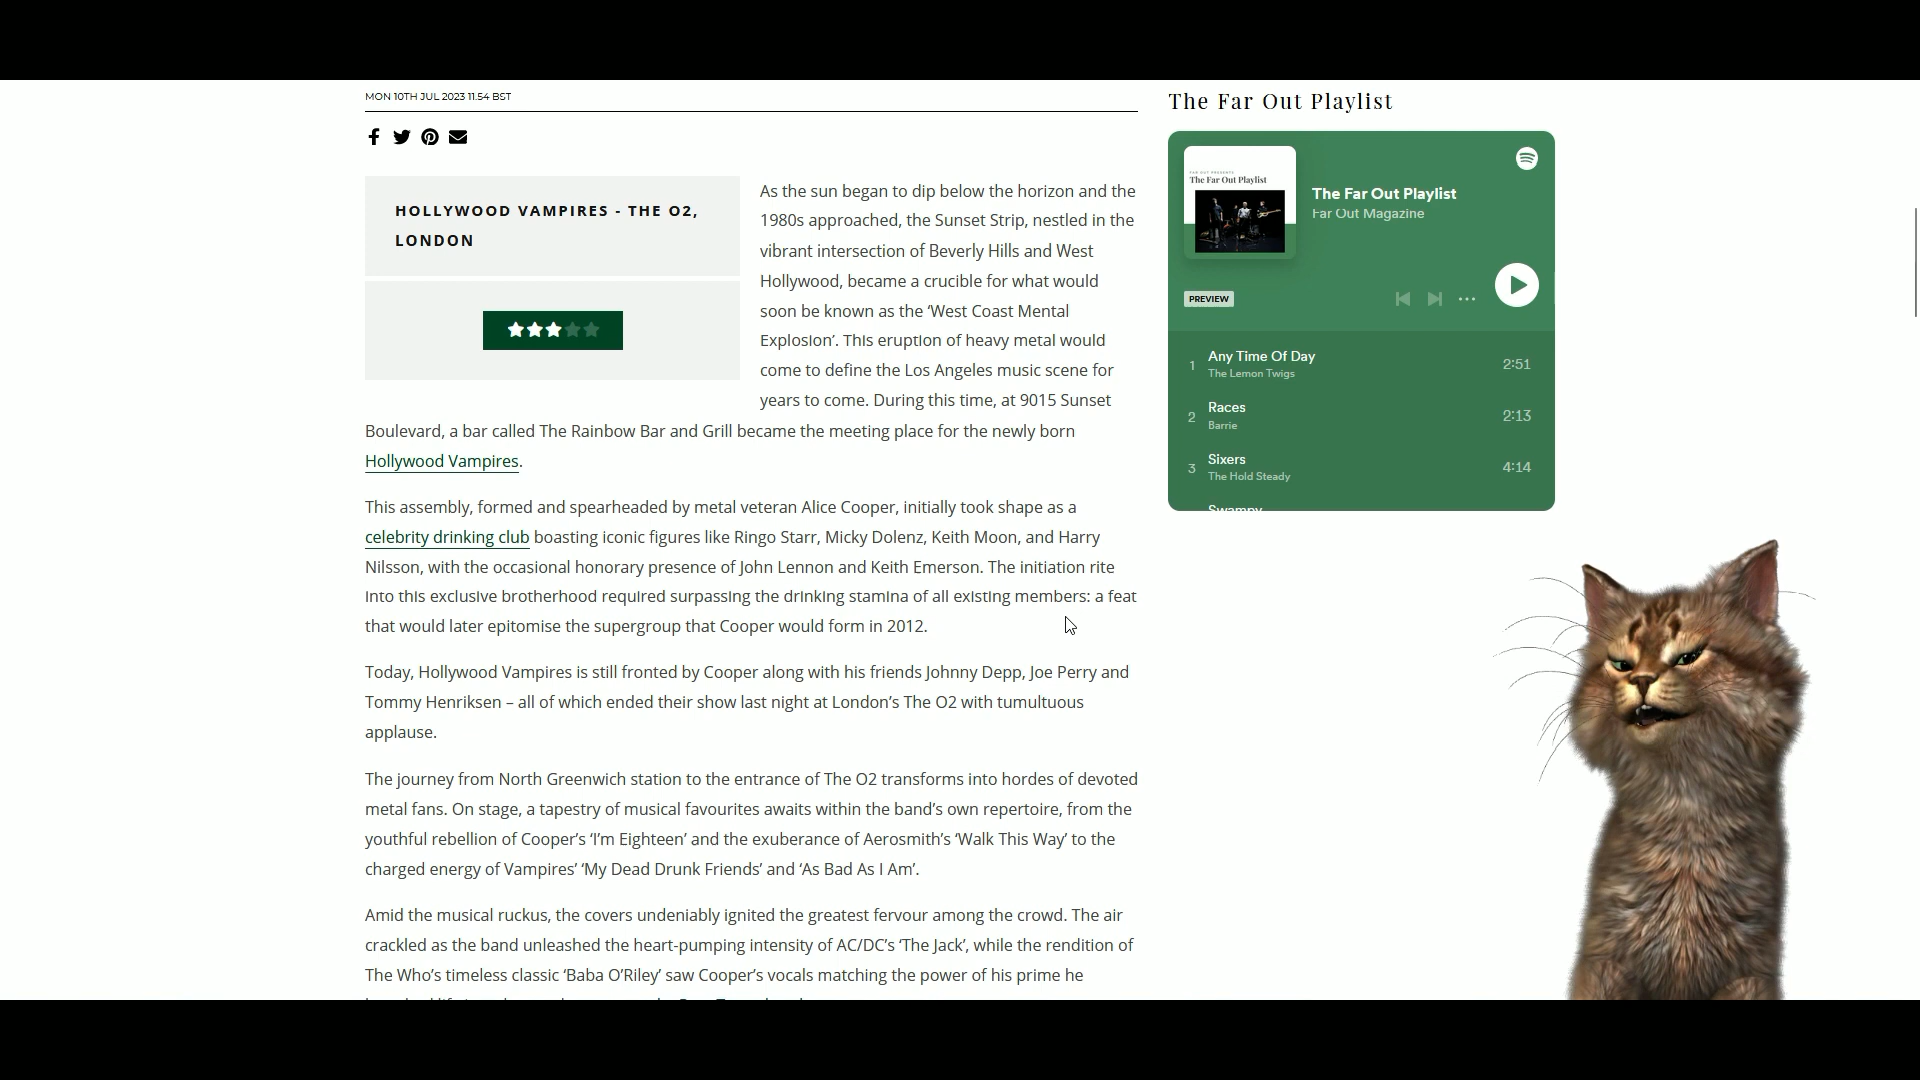 MON 10TH JUL 2023 11.54 BST
HOLLYWOOD VAMPIRES - THE O2,
LONDON
As the sun began to dip below the horizon and the
1980s approached, the Sunset Strip, nestled in the
vibrant intersection of Beverly Hills and West
Hollywood, became a crucible for what would
soon be known as the ‘West Coast Mental
Explosion’. This eruption of heavy metal would
come to define the Los Angeles music scene for
years to come. During this time, at 9015 Sunset
Boulevard, a bar called The Rainbow Bar and Grill became the meeting place for the newly born
Hollywood Vampires.
This assembly, formed and spearheaded by metal veteran Alice Cooper, initially took shape as a
celebrity drinking club boasting iconic figures like Ringo Starr, Micky Dolenz, Keith Moon, and Harry
Nilsson, with the occasional honorary presence of John Lennon and Keith Emerson. The initiation rite
into this exclusive brotherhood required surpassing the drinking stamina of all existing members: a feat
that would later epitomise the supergroup that Cooper would form in 2012.
Today, Hollywood Vampires is still fronted by Cooper along with his friends Johnny Depp, Joe Perry and
Tommy Henriksen – all of which ended their show last night at London’s The O2 with tumultuous
applause.
The journey from North Greenwich station to the entrance of The O2 transforms into hordes of devoted
metal fans. On stage, a tapestry of musical favourites awaits within the band’s own repertoire, from the
youthful rebellion of Cooper’s ‘I’m Eighteen’ and the exuberance of Aerosmith’s ‘Walk This Way’ to the
charged energy of Vampires’ ‘My Dead Drunk Friends’ and ‘As Bad As I Am’.
Amid the musical ruckus, the covers undeniably ignited the greatest fervour among the crowd. The air
crackled as the band unleashed the heart-pumping intensity of AC/DC’s ‘The Jack’, while the rendition of
The Who’s timeless classic ‘Baba O’Riley’ saw Cooper’s vocals matching the power of his prime he
The Far Out Playlist
FAR OUT PRESENTS
The Far Out Playlist
The Far Out Playlist
Far Out Magazine
PREVIEW
1 Any Time Of Day 2:51
The Lemon Twigs
2 Races 2:13
Barrie
3 Sixers 4:14
The Hold Steady
Swampy